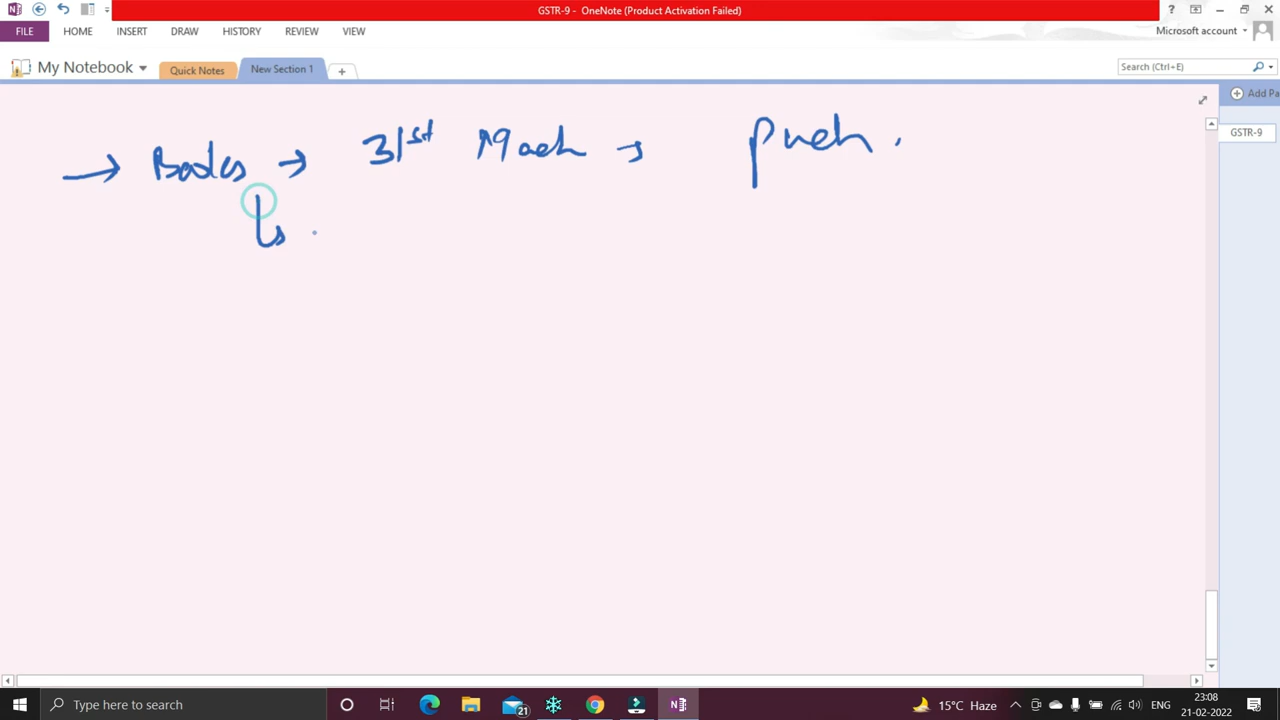 GSTR-9 - OneNote (Product Activation Failed)
FILE HOME INSERT DRAW HISTORY REVIEW VIEW
Microsoft account
My Notebook Quick Notes New Section 1
Search (Ctrl+E)
Add Pa
GSTR-9
→ Books → 31st March → Purch.
Type here to search
21
15°C Haze
ENG
23:08
21-02-2022